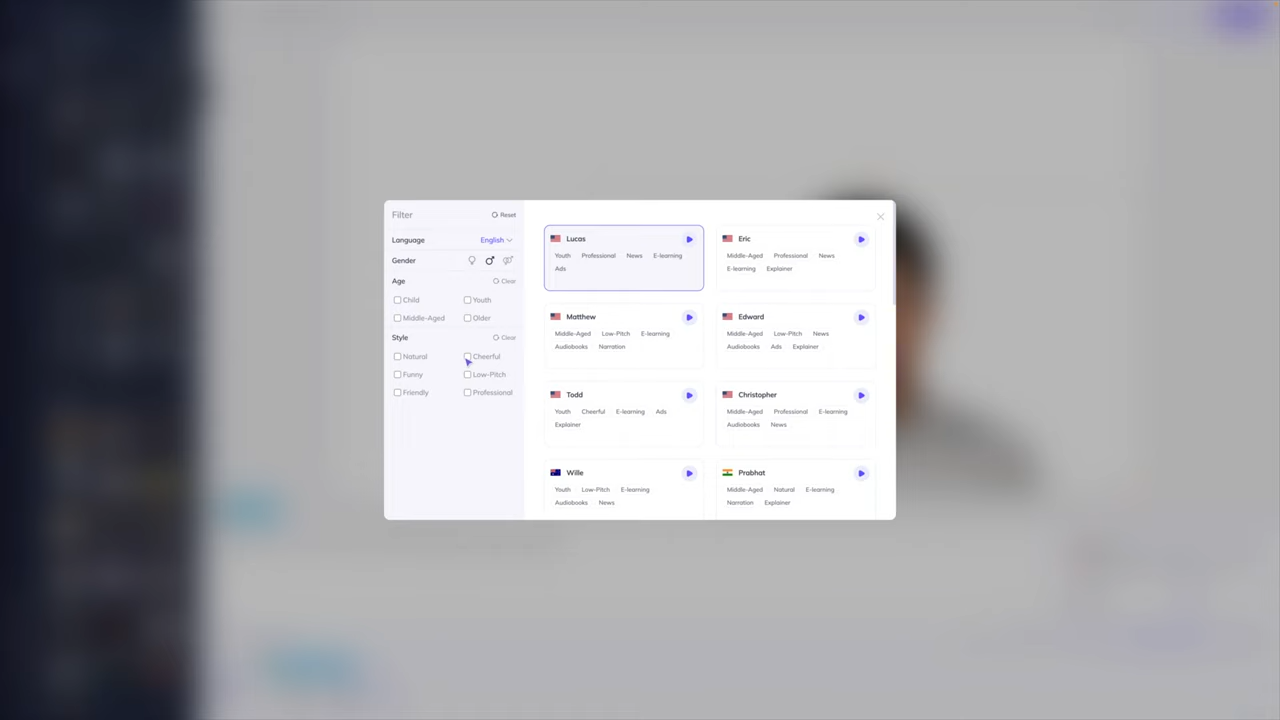 Filter
Reset
Language
English
Gender
Age
Clear
Child
Youth
Middle-Aged
Older
Style
Clear
Natural
Cheerful
Funny
Low-Pitch
Friendly
Professional
Lucas
Youth Professional News E-learning
Ads
Eric
Middle-Aged Professional News
E-learning Explainer
Matthew
Middle-Aged Low-Pitch E-learning
Audiobooks Narration
Edward
Middle-Aged Low-Pitch News
Audiobooks Ads Explainer
Todd
Youth Cheerful E-learning Ads
Explainer
Christopher
Middle-Aged Professional E-learning
Audiobooks News
Wille
Youth Low-Pitch E-learning
Audiobooks News
Prabhat
Middle-Aged Natural E-learning
Narration Explainer